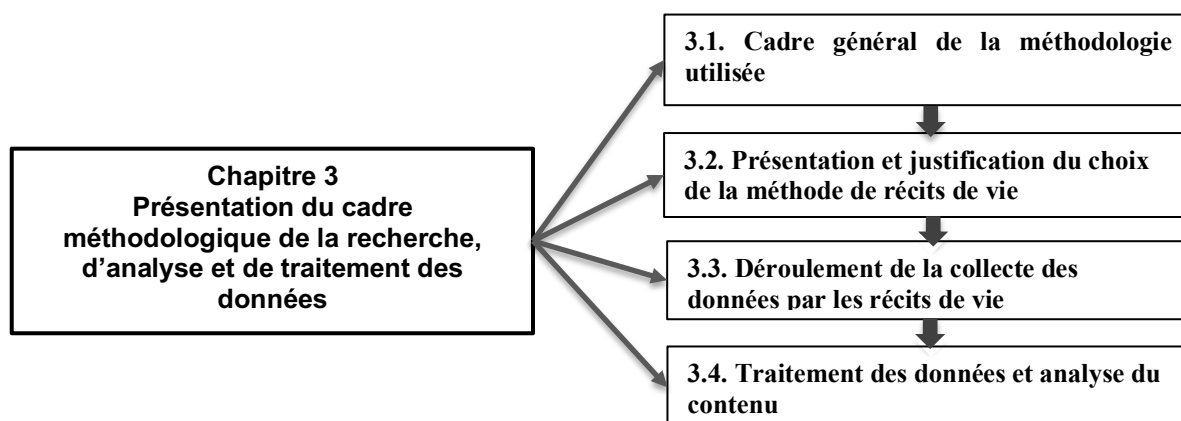 Chapitre 3
Présentation du cadre
méthodologique de la recherche,
d'analyse et de traitement des
données
3.1. Cadre général de la méthodologie
utilisée
3.2. Présentation et justification du choix
de la méthode de récits de vie
3.3. Déroulement de la collecte des
données par les récits de vie
3.4. Traitement des données et analyse du
contenu